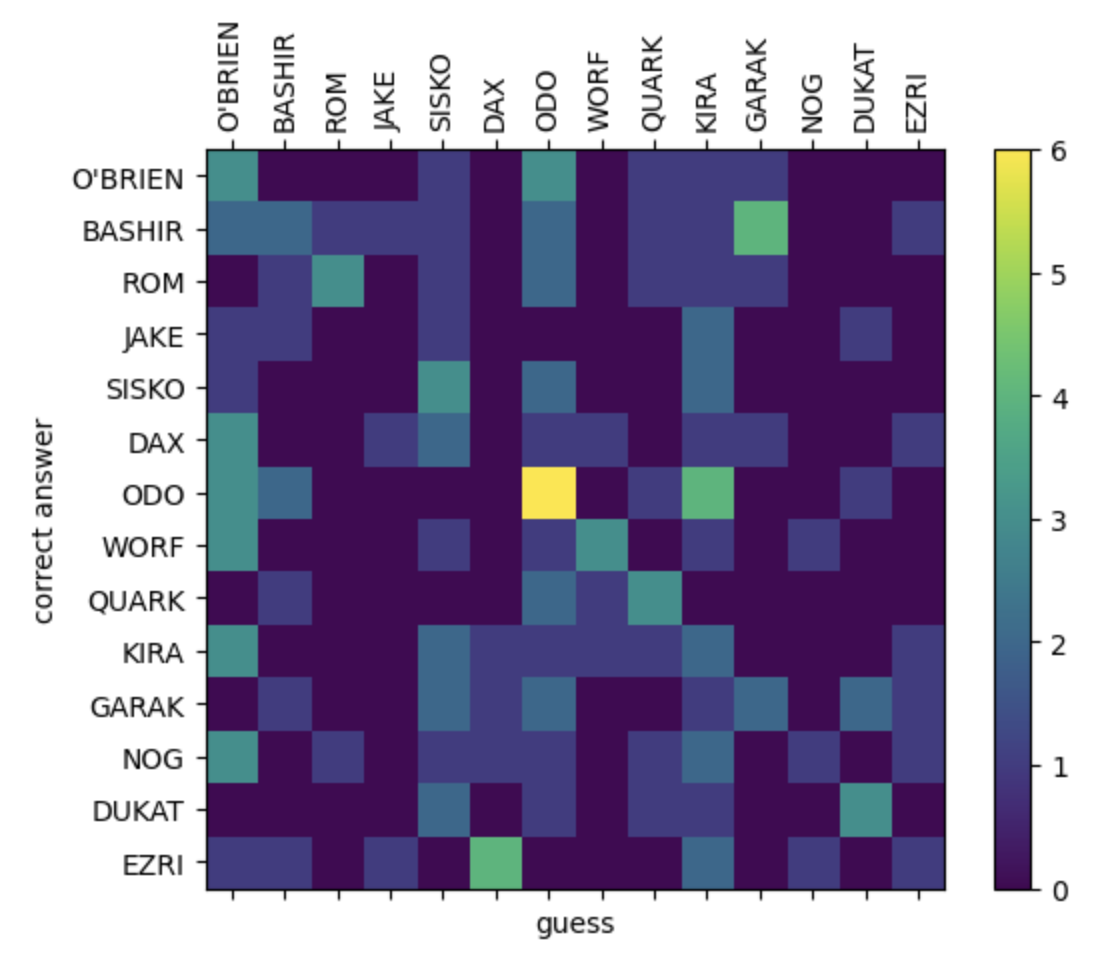 O'BRIEN BASHIR ROM JAKE SISKO DAX ODO WORF QUARK KIRA GARAK NOG DUKAT EZRI
O'BRIEN
BASHIR
ROM
JAKE
SISKO
DAX
ODO
WORF
QUARK
KIRA
GARAK
NOG
DUKAT
EZRI
correct answer
guess
6
5
4
3
2
1
0